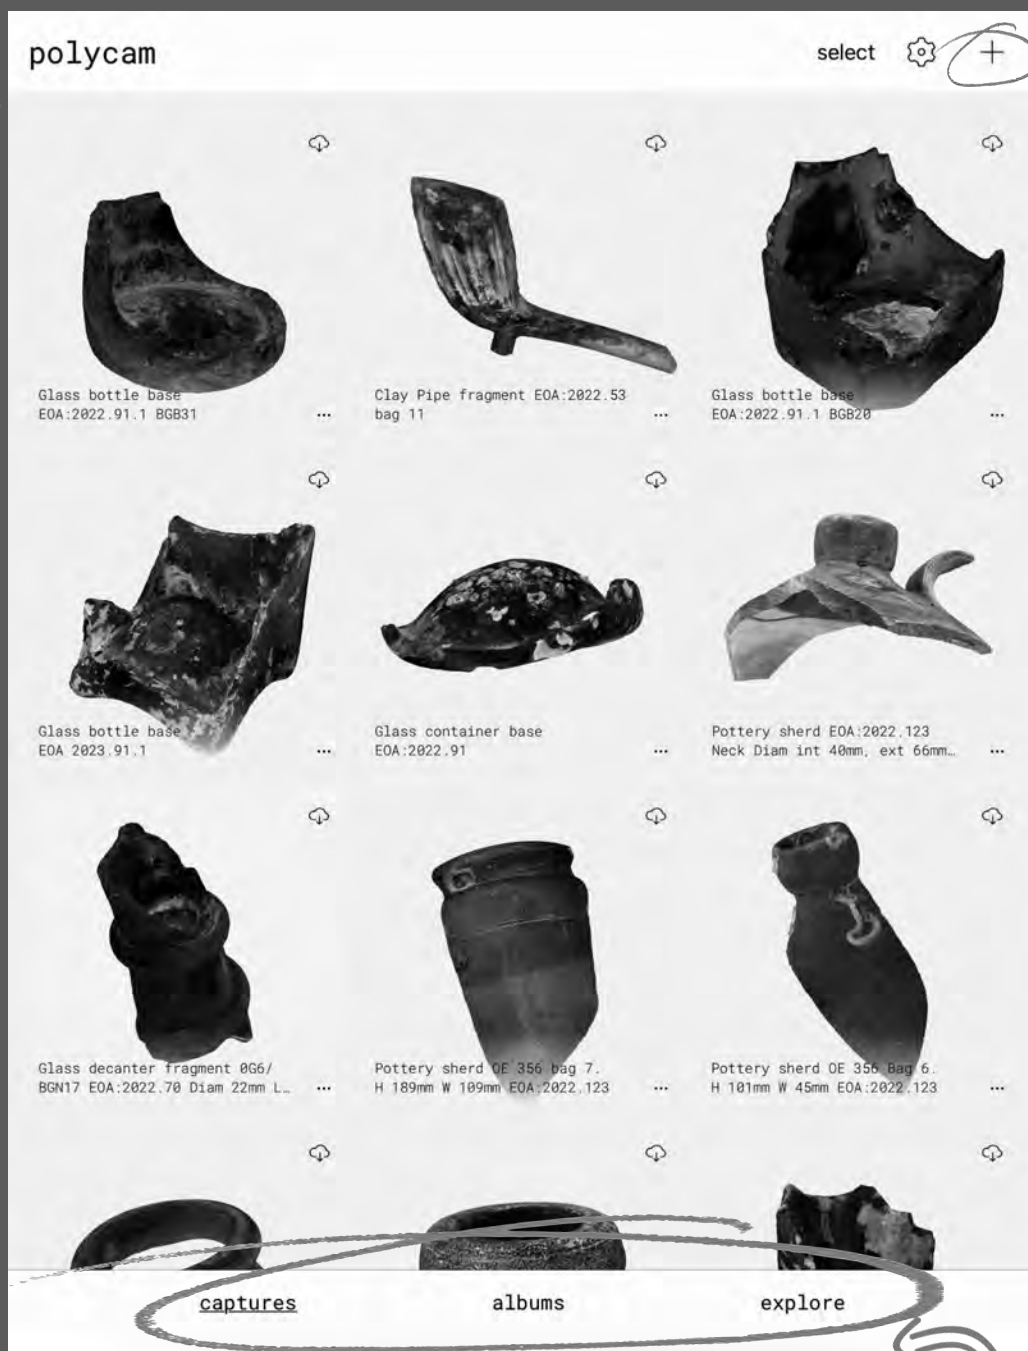 polycam
select
Glass bottle base
EOA:2022.91.1 BGB31
Clay Pipe fragment EOA:2022.53
bag 11
Glass bottle base
EOA:2022.91.1 BGB20
Glass bottle base
EOA 2023.91.1
Glass container base
EOA:2022.91
Pottery sherd EOA:2022.123
Neck Diam int 40mm, ext 66mm…
Glass decanter fragment 0G6/
BGN17 EOA:2022.70 Diam 22mm L…
Pottery sherd OE 356 bag 7.
H 189mm W 109mm EOA:2022.123
Pottery sherd OE 356 Bag 6.
H 101mm W 45mm EOA:2022.123
captures
albums
explore